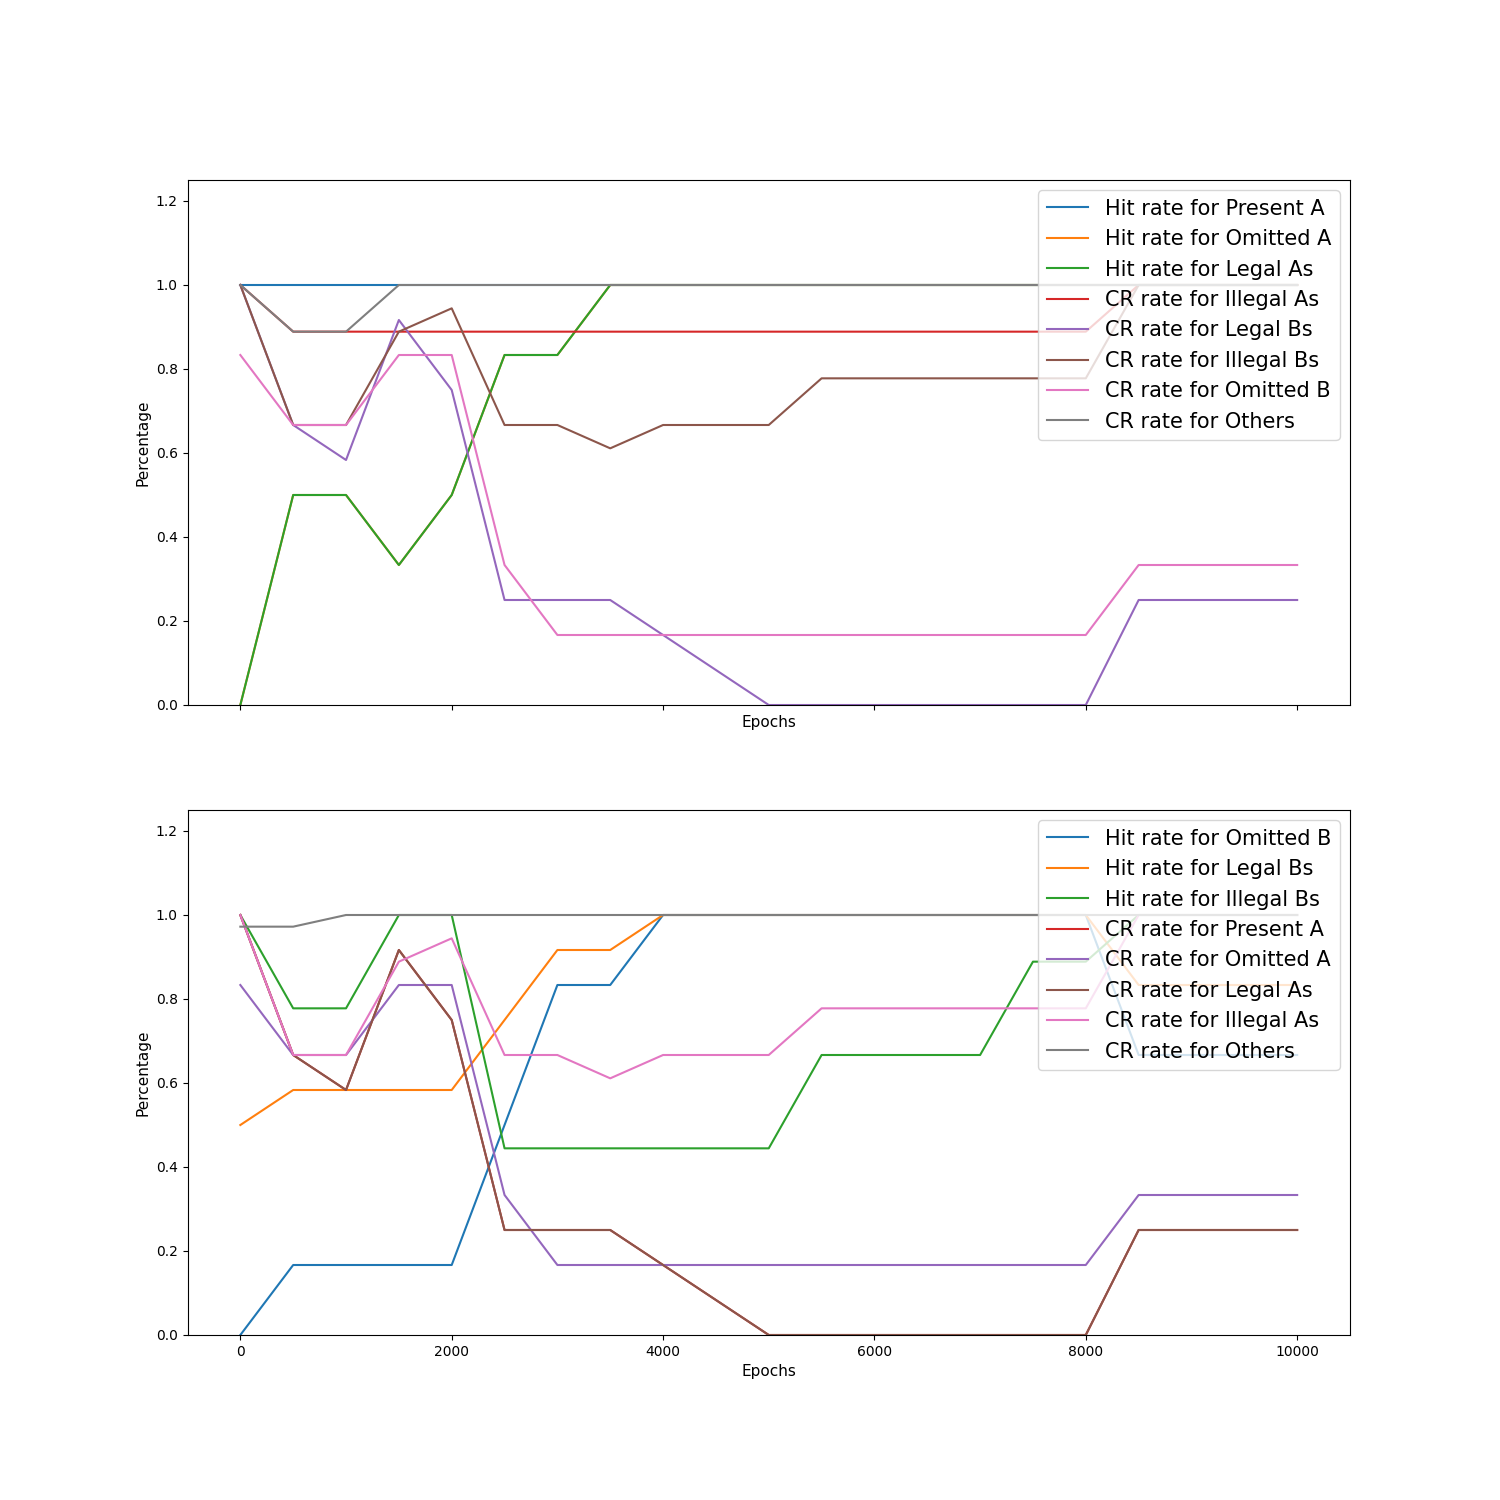 1.2
1.0
0.8
0.6
0.4
0.2
0.0
Percentage
Epochs
Hit rate for Present A
Hit rate for Omitted A
Hit rate for Legal As
CR rate for Illegal As
CR rate for Legal Bs
CR rate for Illegal Bs
CR rate for Omitted B
CR rate for Others
1.2
1.0
0.8
0.6
0.4
0.2
0.0
Percentage
0 2000 4000 6000 8000 10000
Epochs
Hit rate for Omitted B
Hit rate for Legal Bs
Hit rate for Illegal Bs
CR rate for Present A
CR rate for Omitted A
CR rate for Legal As
CR rate for Illegal As
CR rate for Others